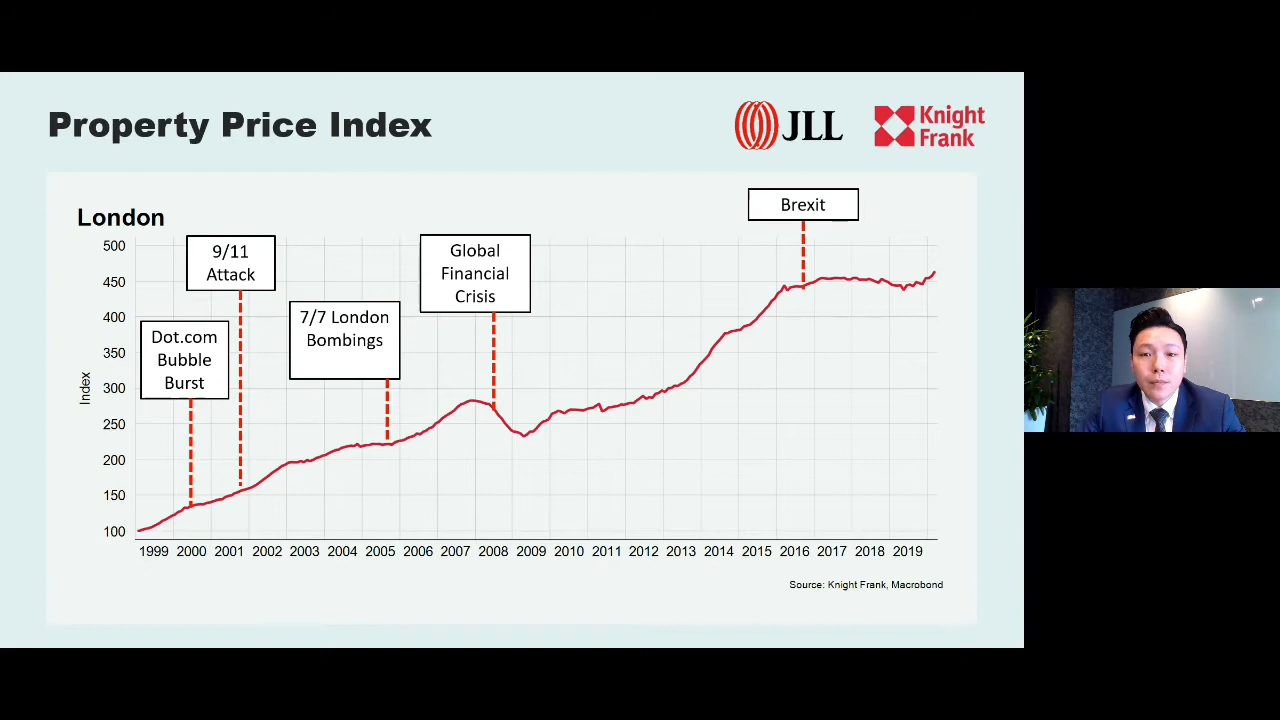 Property Price Index
JLL
Knight
Frank
London
Brexit
9/11
Attack
Global
Financial
Crisis
7/7 London
Bombings
Dot.com
Bubble
Burst
Index
500
450
400
350
300
250
200
150
100
1999 2000 2001 2002 2003 2004 2005 2006 2007 2008 2009 2010 2011 2012 2013 2014 2015 2016 2017 2018 2019
Source: Knight Frank, Macrobond